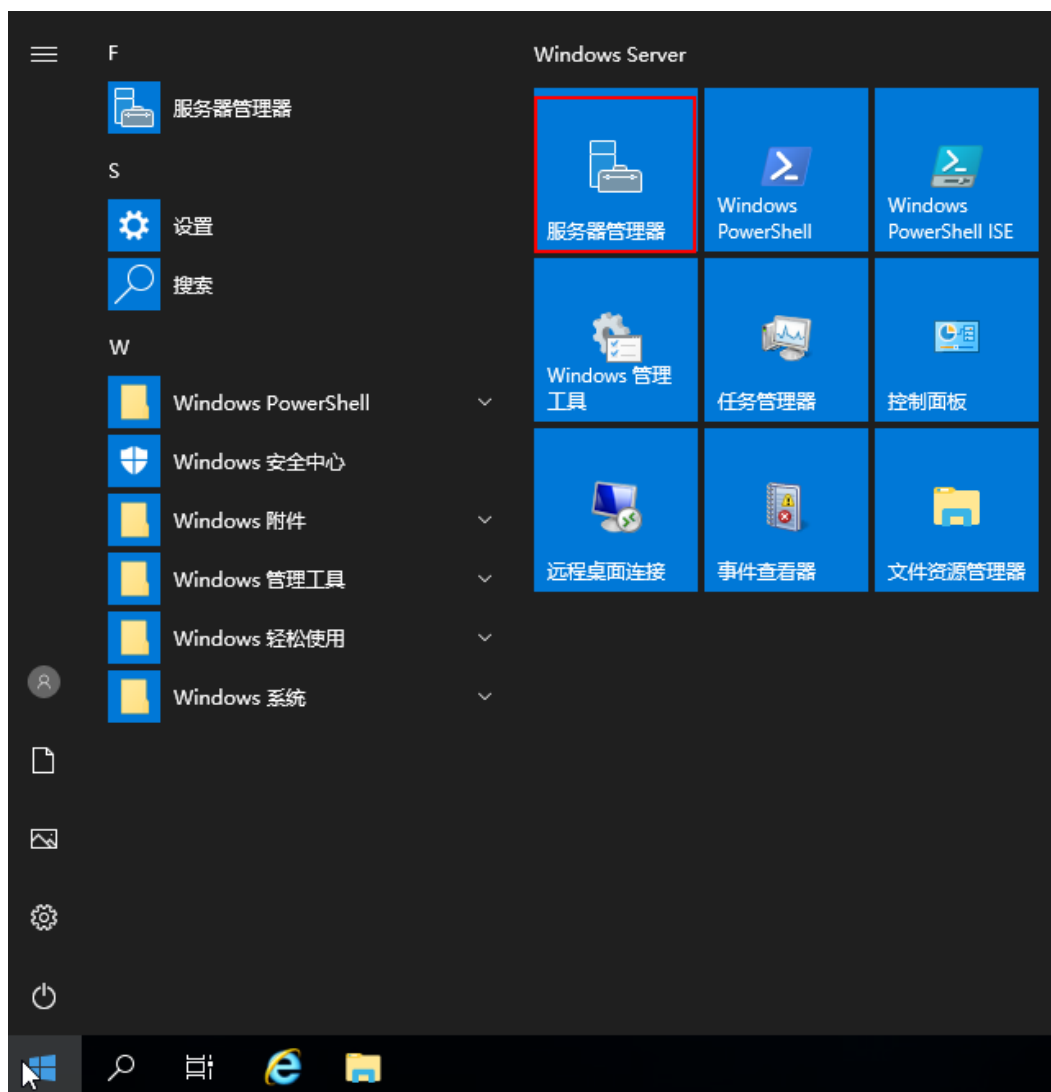 F
服务器管理器
S
设置
搜索
W
Windows PowerShell
Windows 安全中心
Windows 附件
Windows 管理工具
Windows 轻松使用
Windows 系统
Windows Server
服务器管理器
Windows
PowerShell
Windows
PowerShell ISE
Windows 管理
工具
任务管理器
控制面板
远程桌面连接
事件查看器
文件资源管理器